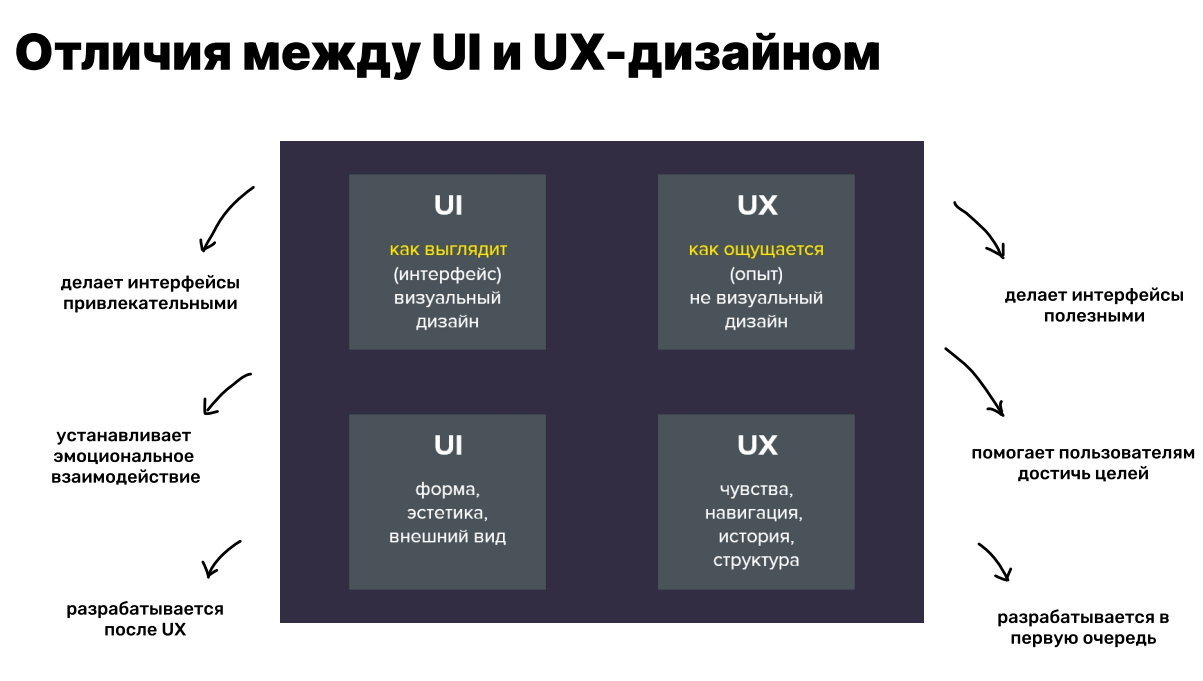 Отличия между UI и UX-дизайном
делает интерфейсы
привлекательными
устанавливает
эмоциональное
взаимодействие
разрабатывается
после UX
UI
как выглядит
(интерфейс)
визуальный
дизайн
UX
как ощущается
(опыт)
не визуальный
дизайн
UI
форма,
эстетика,
внешний вид
UX
чувства,
навигация,
история,
структура
делает интерфейсы
полезными
помогает пользователям
достичь целей
разрабатывается в
первую очередь